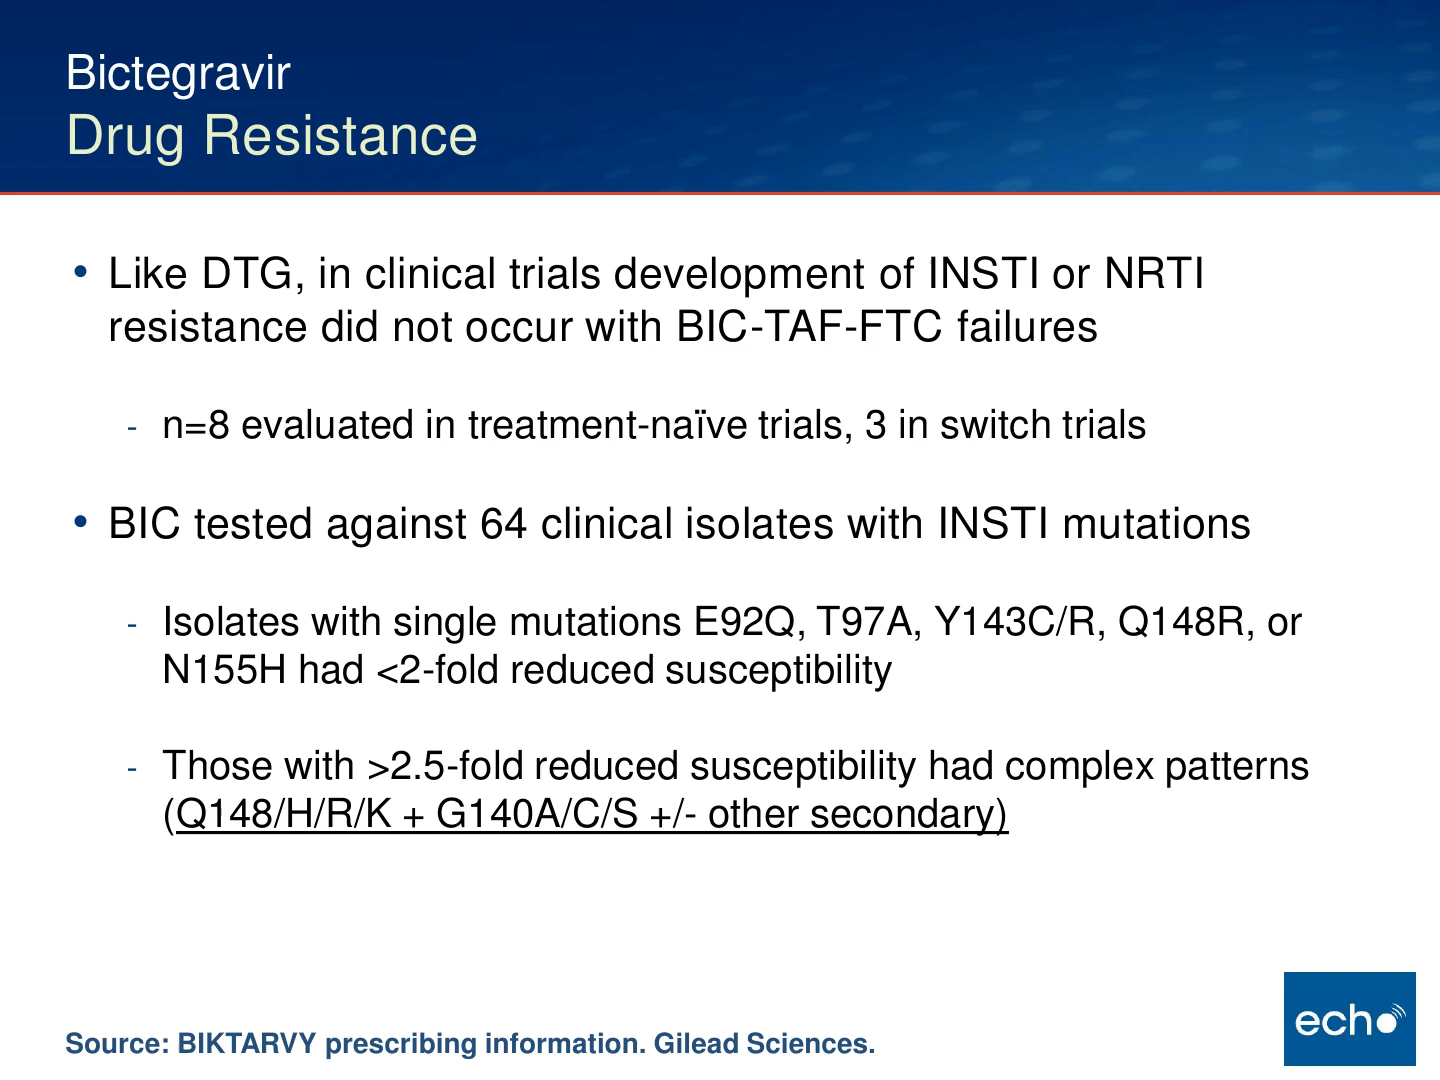 Bictegravir
Drug Resistance
• Like DTG, in clinical trials development of INSTI or NRTI
resistance did not occur with BIC-TAF-FTC failures
- n=8 evaluated in treatment-naïve trials, 3 in switch trials
• BIC tested against 64 clinical isolates with INSTI mutations
- Isolates with single mutations E92Q, T97A, Y143C/R, Q148R, or
N155H had <2-fold reduced susceptibility
- Those with >2.5-fold reduced susceptibility had complex patterns
(Q148/H/R/K + G140A/C/S +/- other secondary)
Source: BIKTARVY prescribing information. Gilead Sciences.
echo